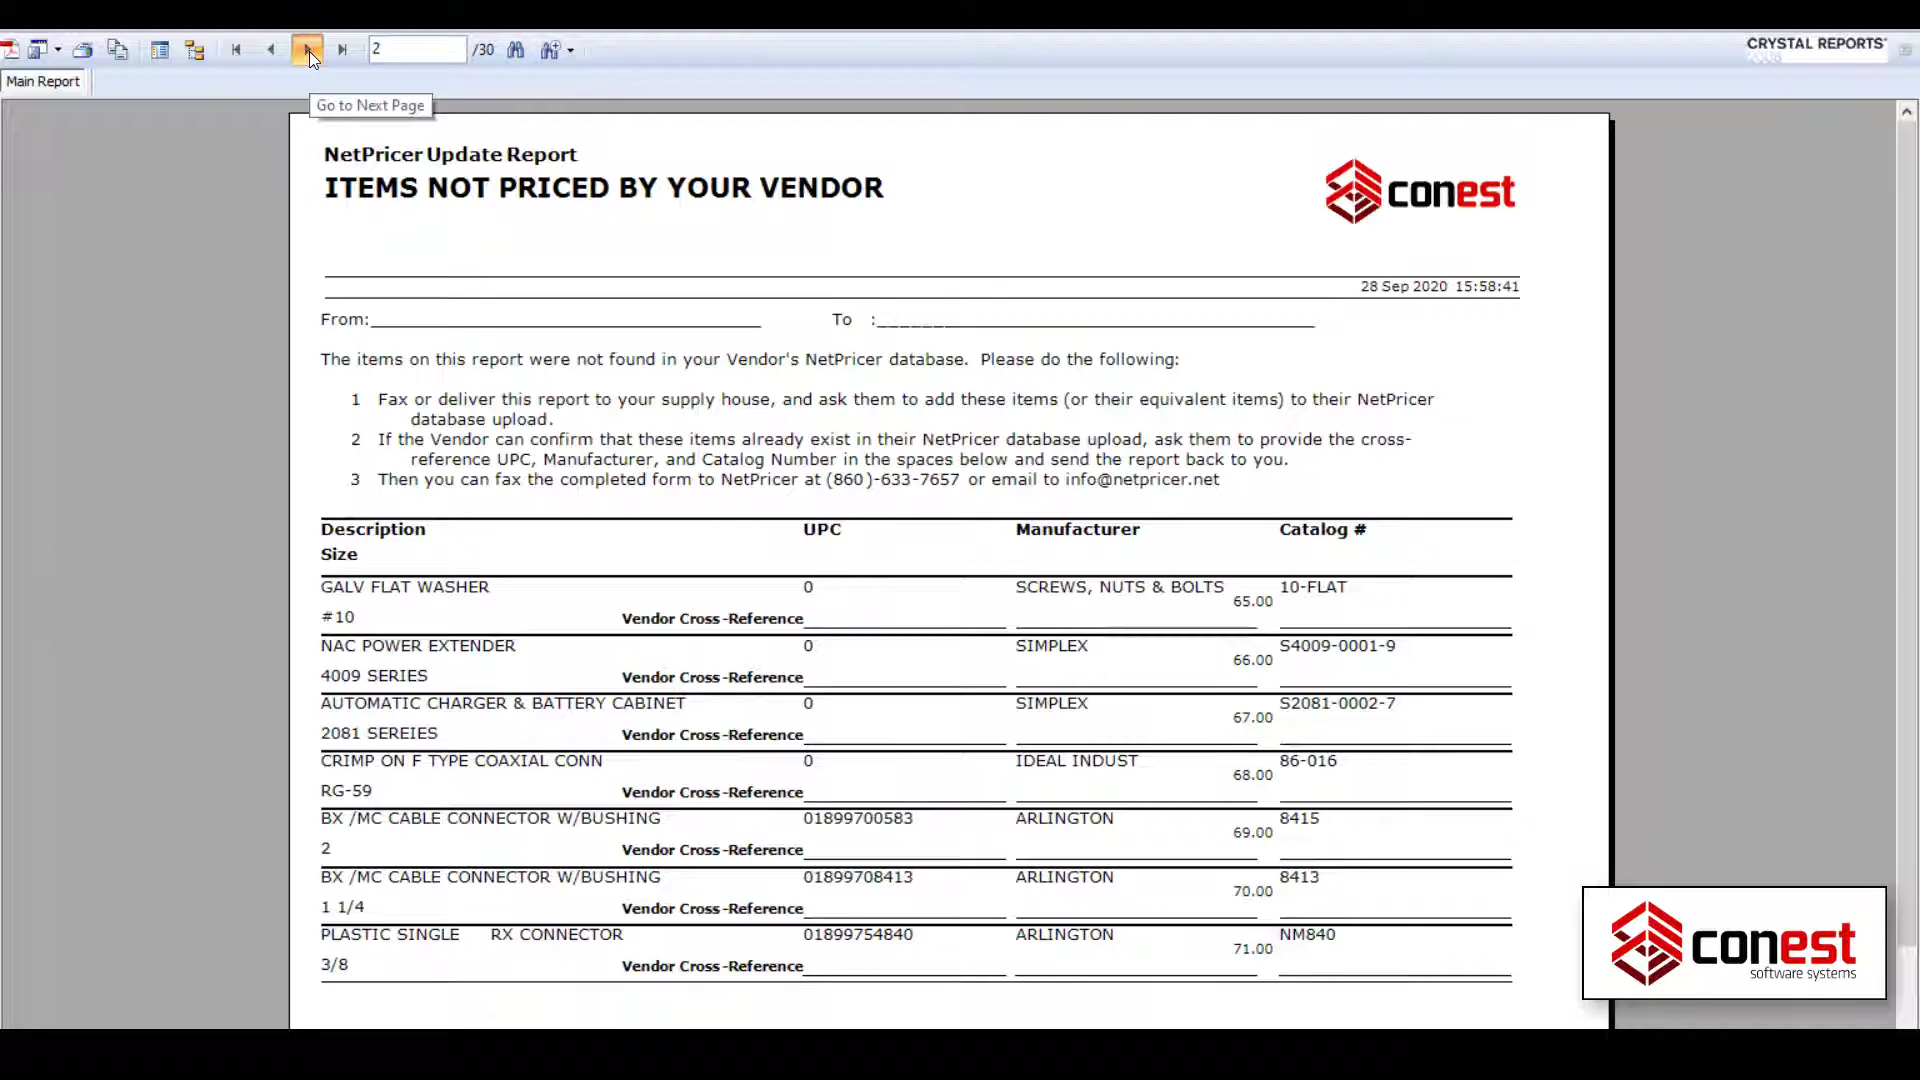 2
/30
CRYSTAL REPORTS®
Main Report
Go to Next Page
NetPricer Update Report
ITEMS NOT PRICED BY YOUR VENDOR
conest
28 Sep 2020 15:58:41
From: To :
The items on this report were not found in your Vendor's NetPricer database. Please do the following:
1 Fax or deliver this report to your supply house, and ask them to add these items (or their equivalent items) to their NetPricer
database upload.
2 If the Vendor can confirm that these items already exist in their NetPricer database upload, ask them to provide the cross-
reference UPC, Manufacturer, and Catalog Number in the spaces below and send the report back to you.
3 Then you can fax the completed form to NetPricer at (860)-633-7657 or email to info@netpricer.net
Description UPC Manufacturer Catalog #
Size
GALV FLAT WASHER 0 SCREWS, NUTS & BOLTS 10-FLAT
65.00
#10 Vendor Cross-Reference
NAC POWER EXTENDER 0 SIMPLEX S4009-0001-9
66.00
4009 SERIES Vendor Cross-Reference
AUTOMATIC CHARGER & BATTERY CABINET 0 SIMPLEX S2081-0002-7
67.00
2081 SEREIES Vendor Cross-Reference
CRIMP ON F TYPE COAXIAL CONN 0 IDEAL INDUST 86-016
68.00
RG-59 Vendor Cross-Reference
BX /MC CABLE CONNECTOR W/BUSHING 01899700583 ARLINGTON 8415
69.00
2 Vendor Cross-Reference
BX /MC CABLE CONNECTOR W/BUSHING 01899708413 ARLINGTON 8413
70.00
1 1/4 Vendor Cross-Reference
PLASTIC SINGLE RX CONNECTOR 01899754840 ARLINGTON NM840
71.00
3/8 Vendor Cross-Reference
conest
software systems